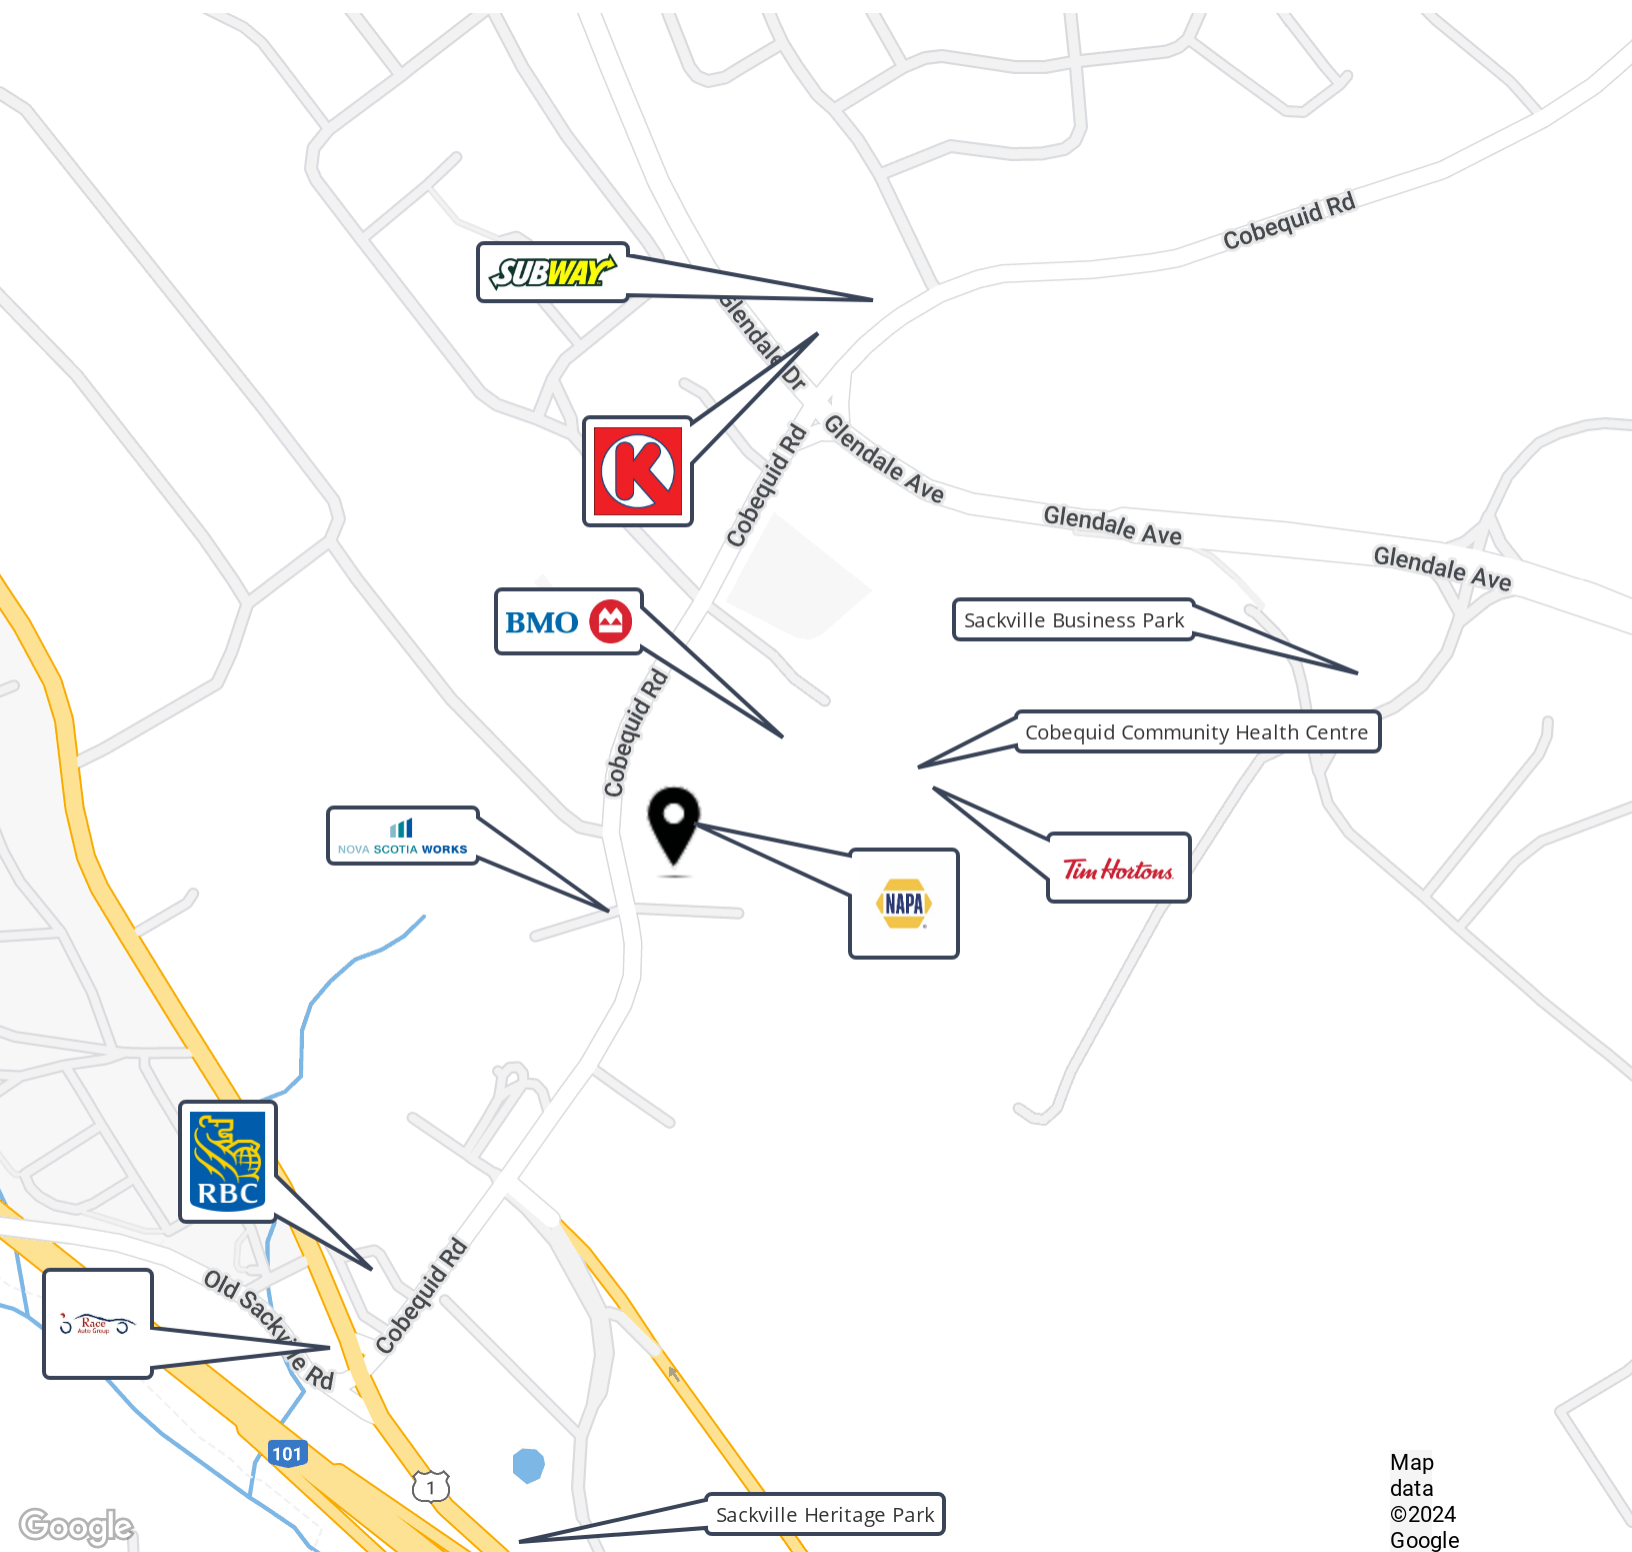 Cobequid Rd
SUBWAY
Glendale Dr
Glendale Ave
Cobequid Rd
Glendale Ave
Glendale Ave
BMO
Sackville Business Park
Cobequid Rd
Cobequid Community Health Centre
NOVA SCOTIA WORKS
Tim Hortons
NAPA
RBC
Cobequid Rd
Old Sackville Rd
Race
Auto Group
101
1
Sackville Heritage Park
Google
Map
data
©2024
Google